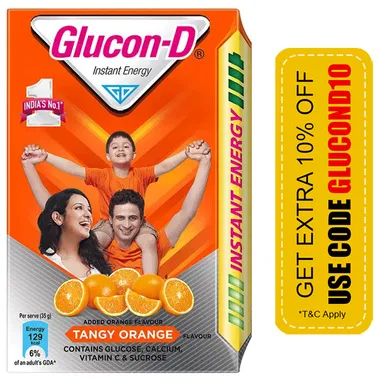 Glucon-D®
Instant Energy
INDIA'S No.1*
1
INSTANT ENERGY
Per serve (35 g)
Energy
129
kcal
6%
of an adult's GDA*
ADDED ORANGE FLAVOUR
TANGY ORANGE FLAVOUR
CONTAINS GLUCOSE, CALCIUM,
VITAMIN C & SUCROSE
GET EXTRA 10% OFF
USE CODE GLUCOND10
*T&C Apply